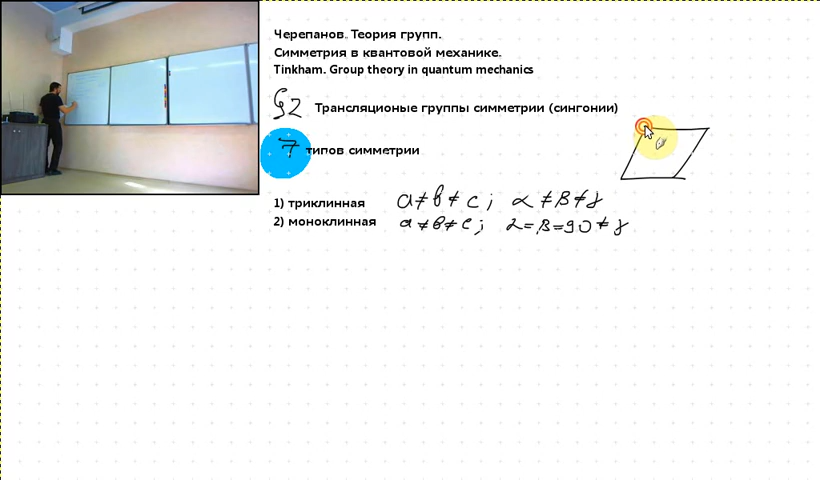 Черепанов. Теория групп.
Симметрия в квантовой механике.
Tinkham. Group theory in quantum mechanics
§2 Трансляционые группы симметрии (сингонии)
7 типов симметрии
1) триклинная a≠b≠c; α≠β≠γ
2) моноклинная a≠b≠c; α=β=90≠γ